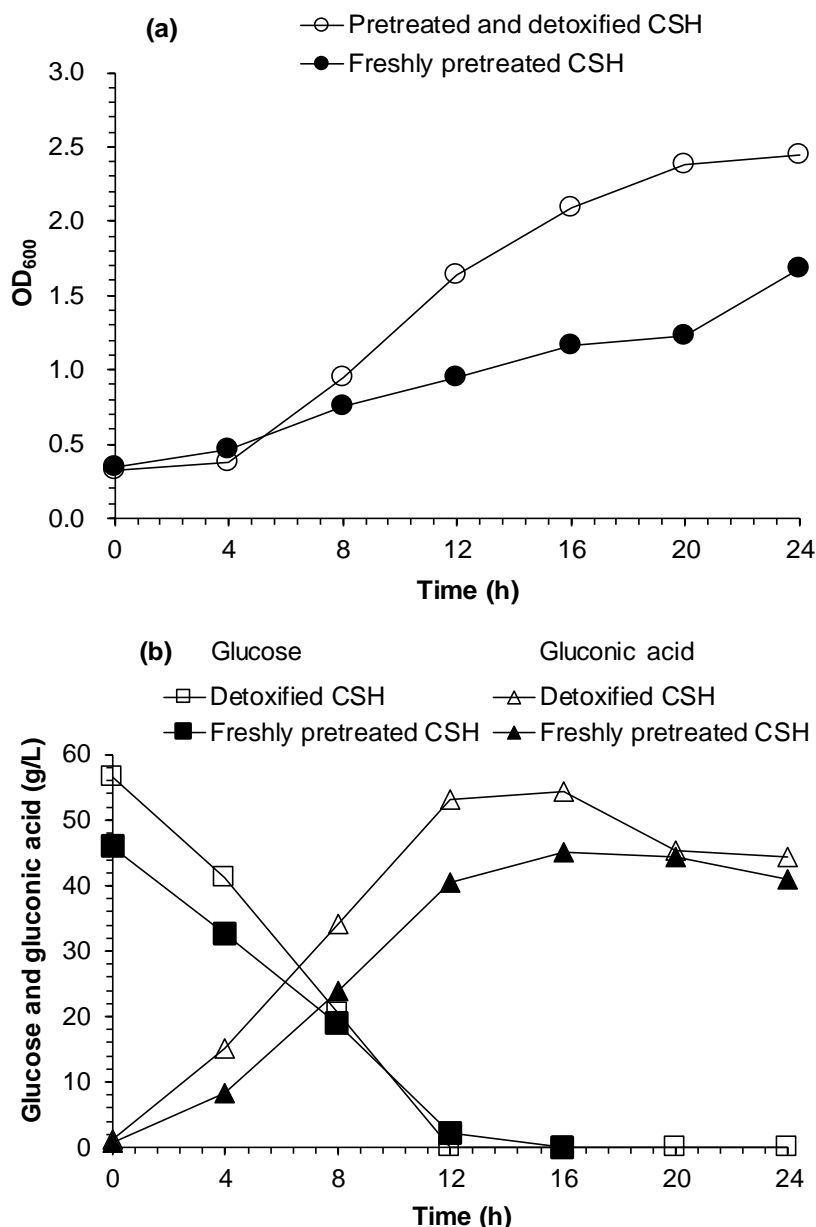 (a)
Pretreated and detoxified CSH
Freshly pretreated CSH
3.0
2.5
2.0
1.5
1.0
0.5
0.0
OD600
0 4 8 12 16 20 24
Time (h)
(b) Glucose Gluconic acid
Detoxified CSH Detoxified CSH
Freshly pretreated CSH Freshly pretreated CSH
60
50
40
30
20
10
0
Glucose and gluconic acid (g/L)
0 4 8 12 16 20 24
Time (h)